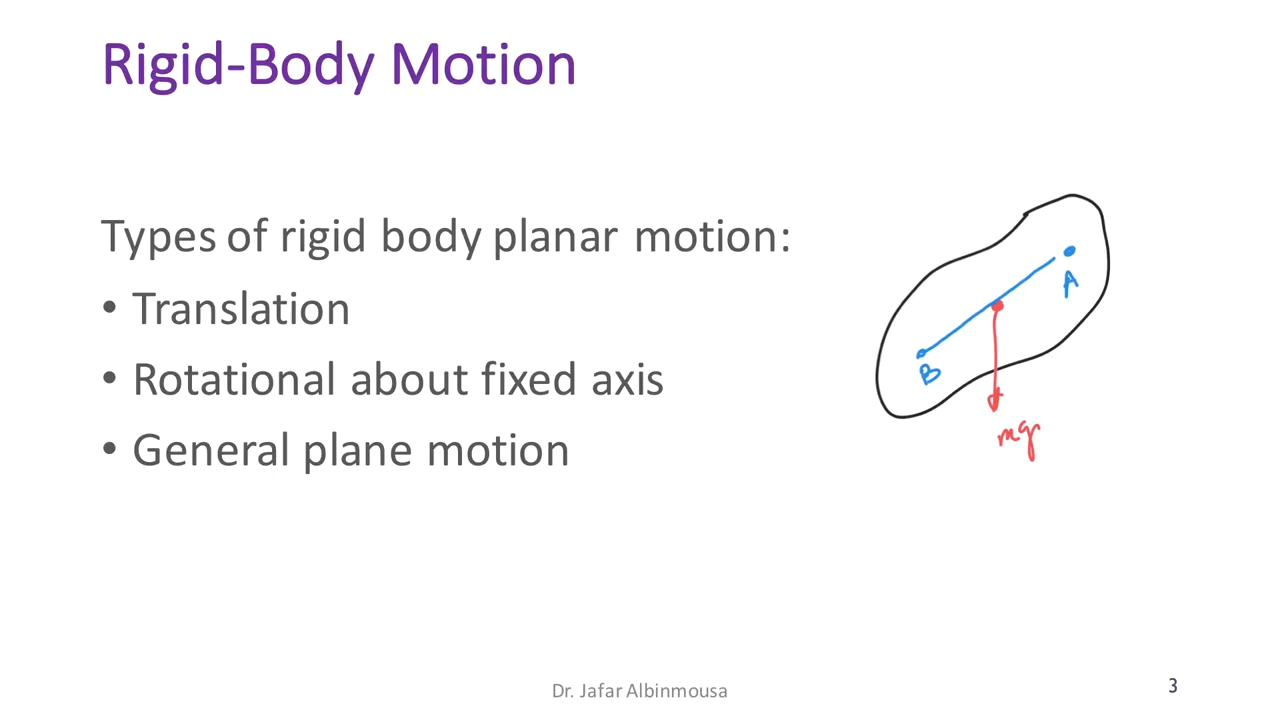 Rigid-Body Motion
Types of rigid body planar motion:
• Translation
• Rotational about fixed axis
• General plane motion
A
B
mg
Dr. Jafar Albinmousa
3